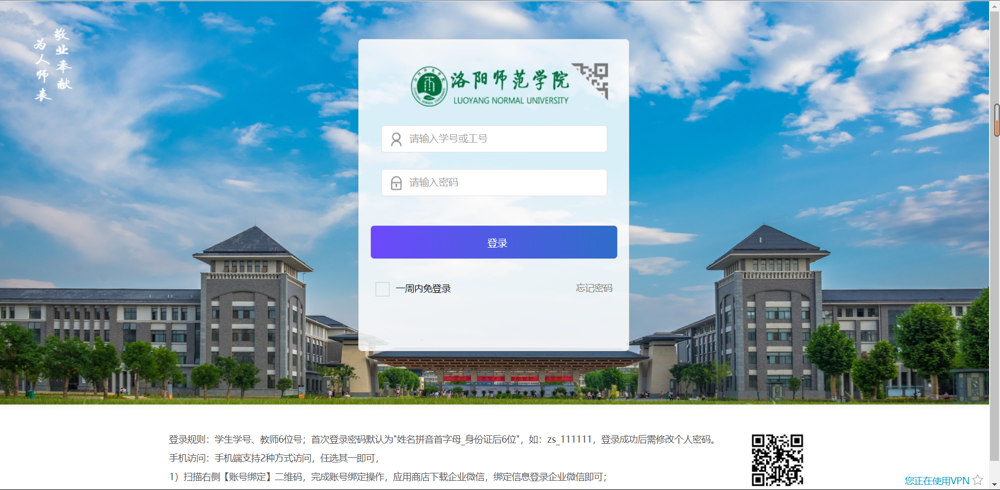 敬业奉献
为人师表
洛阳师范学院
LUOYANG NORMAL UNIVERSITY
请输入学号或工号
请输入密码
登录
一周内免登录
忘记密码
登录规则：学生学号、教师6位号；首次登录密码默认为"姓名拼音首字母_身份证后6位"，如：zs_111111，登录成功后需修改个人密码。
手机访问：手机端支持2种方式访问，任选其一即可，
1）扫描右侧【账号绑定】二维码，完成账号绑定操作，应用商店下载企业微信，绑定信息登录企业微信即可；
您正在使用VPN